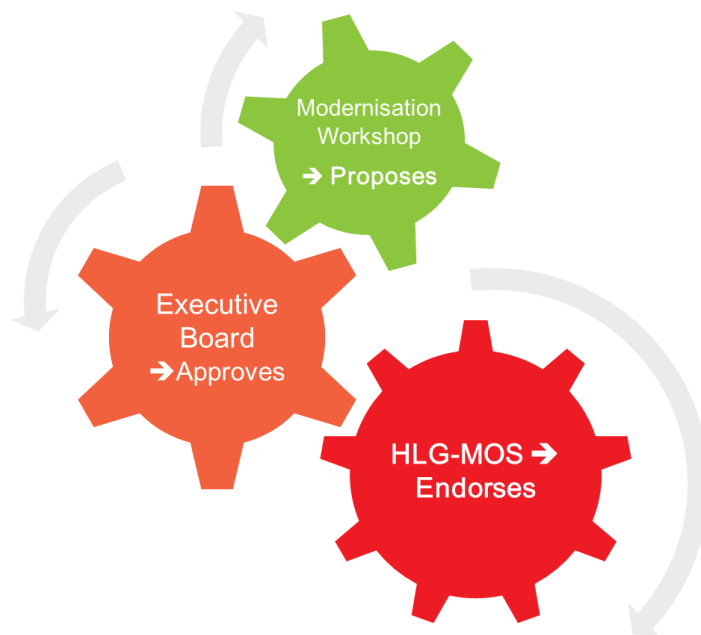 Modernisation
Workshop
➔ Proposes
Executive
Board
➔Approves
HLG-MOS ➔
Endorses